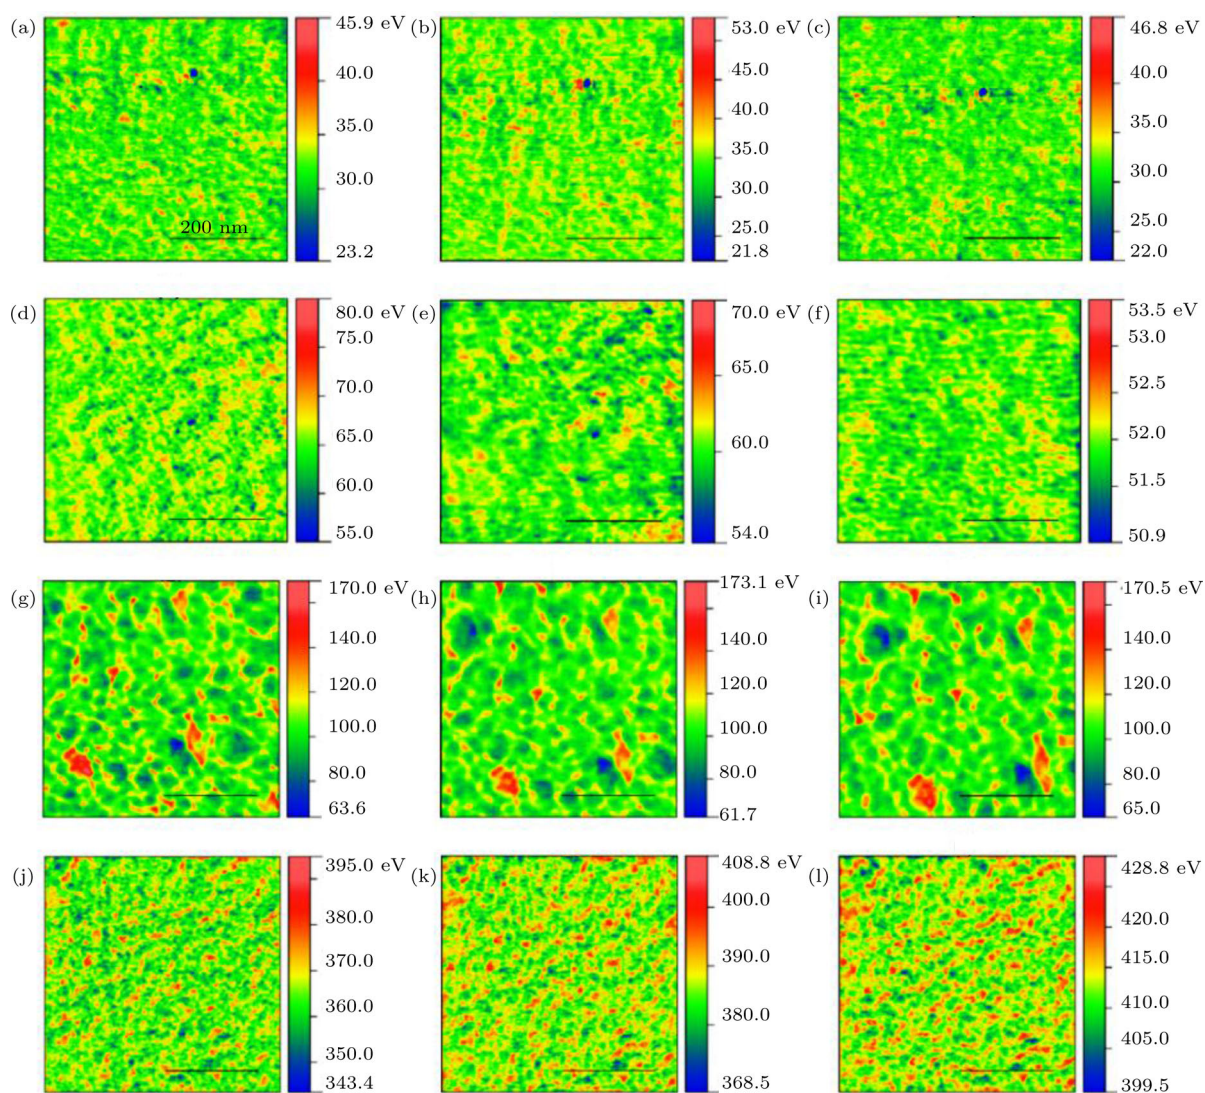 (a)
45.9 eV
40.0
35.0
30.0
23.2
200 nm
(b)
53.0 eV
45.0
40.0
35.0
30.0
25.0
21.8
(c)
46.8 eV
22.0
35.0
30.0
25.0
22.0
(d)
80.0 eV
75.0
70.0
65.0
60.0
55.0
(e)
70.0 eV
65.0
60.0
54.0
(f)
53.5 eV
53.0
52.5
52.0
51.5
50.9
(g)
170.0 eV
140.0
120.0
100.0
80.0
63.6
(h)
173.1 eV
140.0
120.0
100.0
80.0
61.7
(i)
170.5 eV
140.0
120.0
100.0
80.0
65.0
(j)
395.0 eV
380.0
370.0
360.0
350.0
343.4
(k)
408.8 eV
400.0
390.0
380.0
368.5
(l)
428.8 eV
420.0
415.0
410.0
405.0
399.5